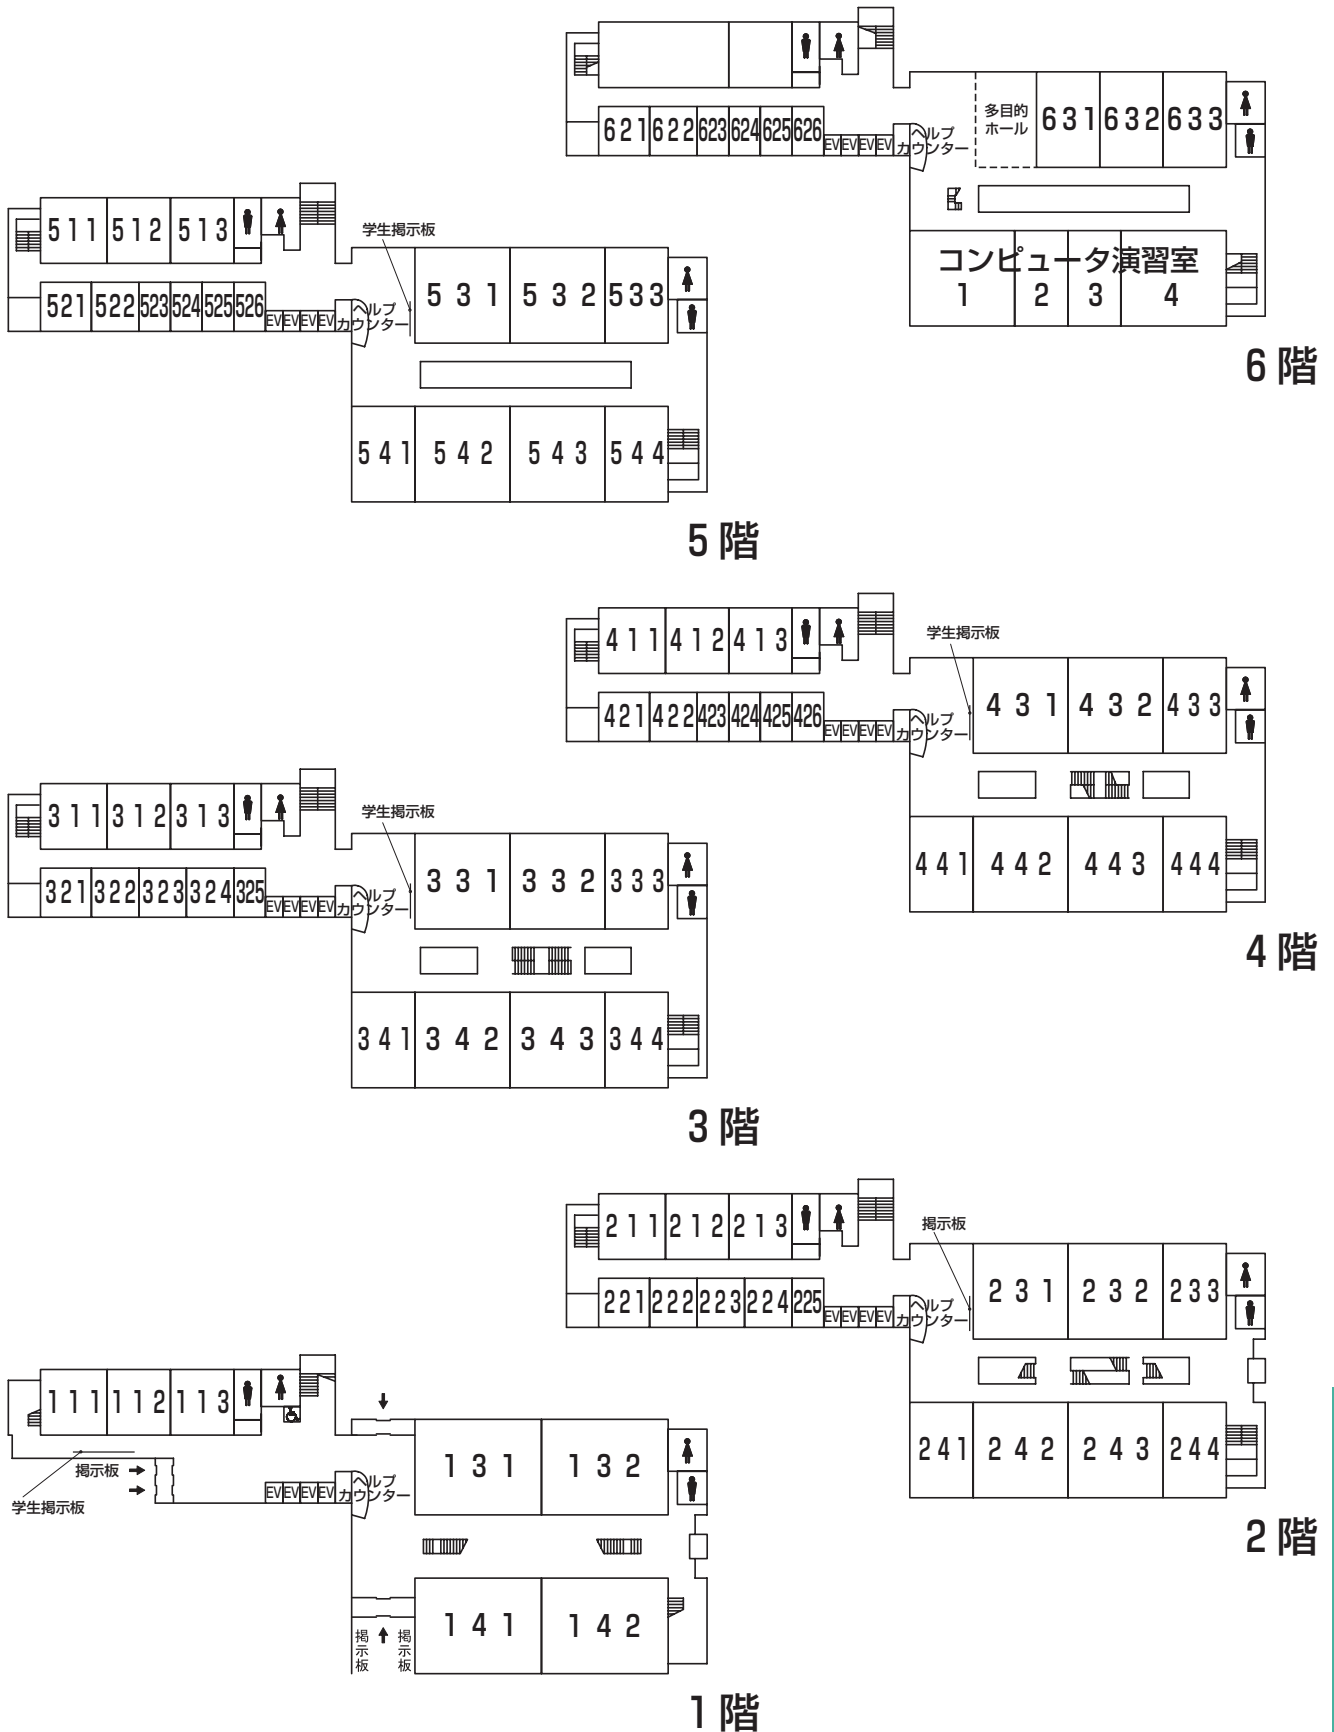 621 622 623 624 625 626
EV EV EV EV
ヘルプ
カウンター
多目的
ホール
631 632 633
コンピュータ演習室
1 2 3 4
6階
511 512 513
521 522 523 524 525 526
EV EV EV EV
ヘルプ
カウンター
学生掲示板
531 532 533
541 542 543 544
5階
411 412 413
421 422 423 424 425 426
EV EV EV EV
ヘルプ
カウンター
学生掲示板
431 432 433
441 442 443 444
4階
311 312 313
321 322 323 324 325
EV EV EV EV
ヘルプ
カウンター
学生掲示板
331 332 333
341 342 343 344
3階
211 212 213
221 222 223 224 225
EV EV EV EV
ヘルプ
カウンター
掲示板
231 232 233
241 242 243 244
2階
111 112 113
掲示板
学生掲示板
EV EV EV EV
ヘルプ
カウンター
131 132
141 142
掲示板
掲示板
1階